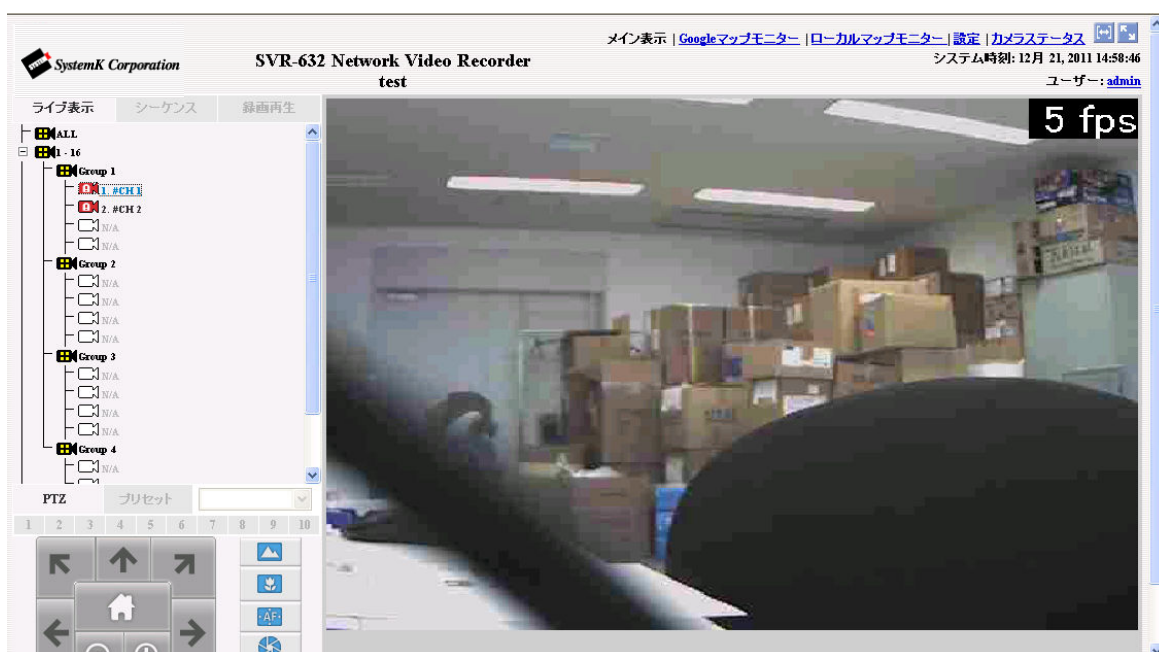 メイン表示 | Googleマップモニター | ローカルマップモニター | 設定 | カメラステータス
SystemK Corporation
SVR-632 Network Video Recorder
システム時刻: 12月 21, 2011 14:58:46
test
ユーザー: admin
ライブ表示 シーケンス 録画再生
5 fps
ALL
1 - 16
Group 1
1. #CH 1
2. #CH 2
N/A
N/A
Group 2
N/A
N/A
N/A
N/A
Group 3
N/A
N/A
N/A
N/A
Group 4
N/A
PTZ プリセット
1 2 3 4 5 6 7 8 9 10
AF